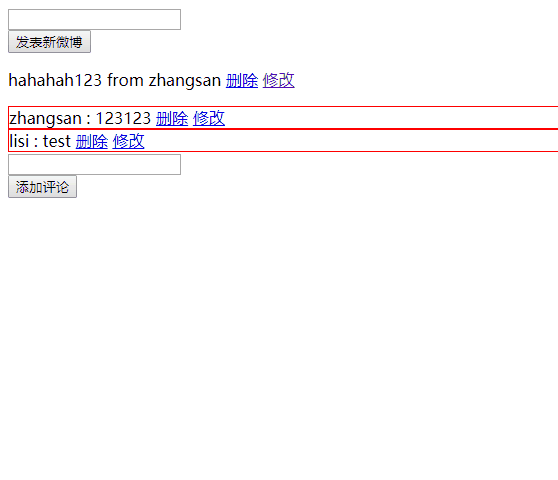 发表新微博
hahahah123 from zhangsan 删除 修改
zhangsan : 123123 删除 修改
lisi : test 删除 修改
添加评论